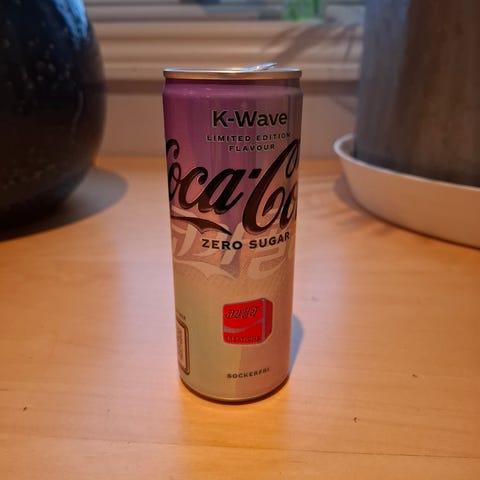 K-Wave
LIMITED EDITION
FLAVOUR
Coca-Co
ZERO SUGAR
SOCKERFRI